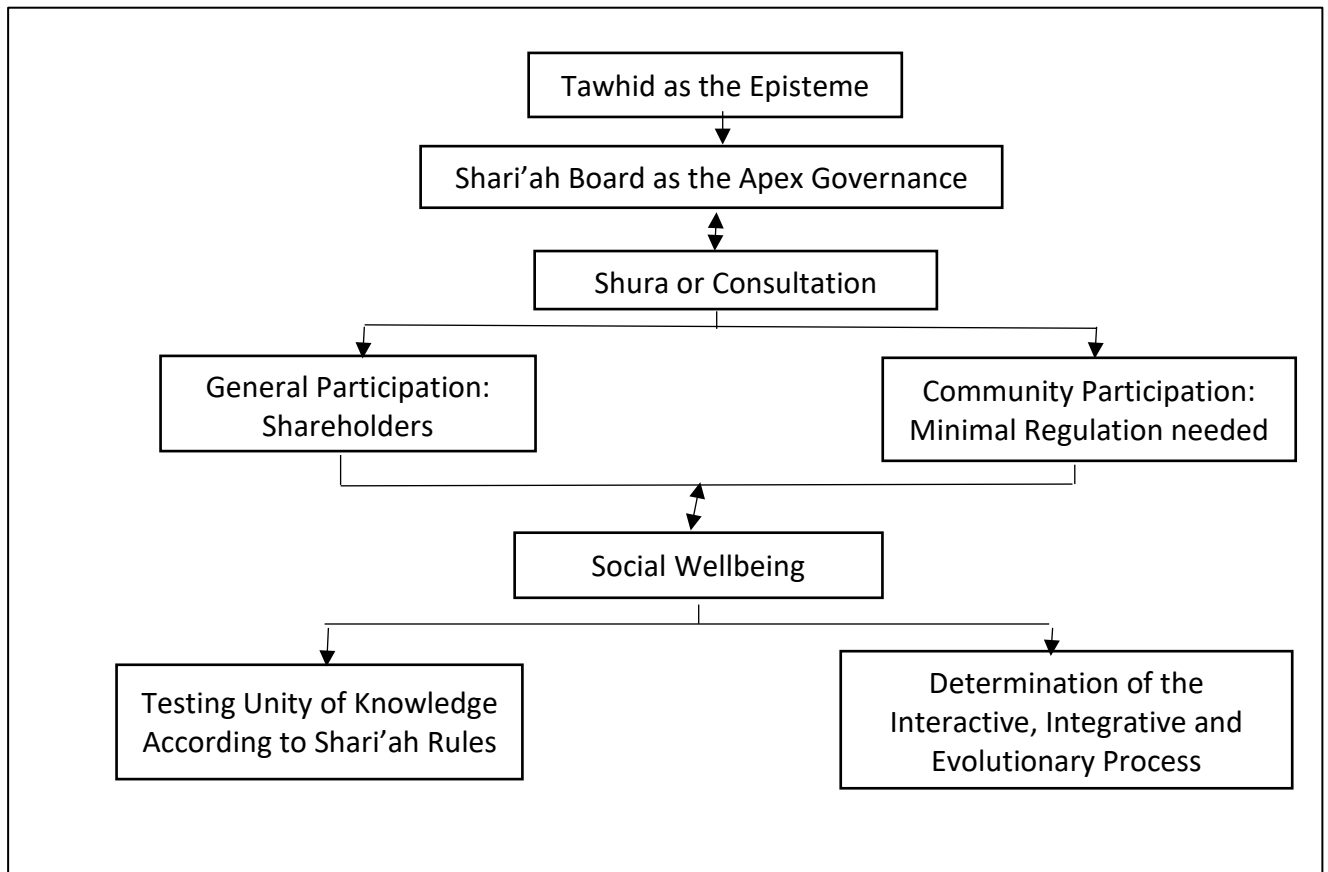 Tawhid as the Episteme
Shari’ah Board as the Apex Governance
Shura or Consultation
General Participation:
Shareholders
Community Participation:
Minimal Regulation needed
Social Wellbeing
Testing Unity of Knowledge
According to Shari’ah Rules
Determination of the
Interactive, Integrative and
Evolutionary Process